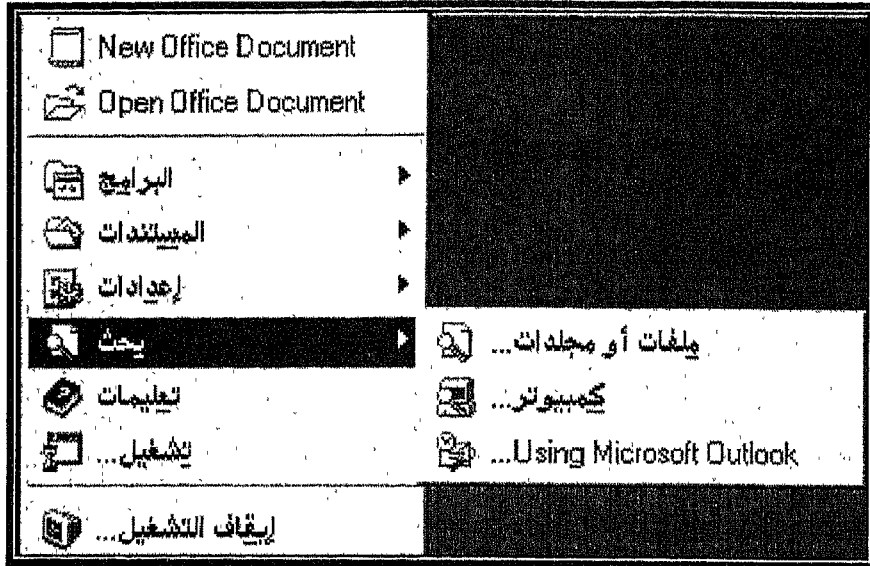 New Office Document
Open Office Document
البرامج
المستندات
إعدادات
بحث
تعليمات
تشغيل...
إيقاف التشغيل...
ملفات أو مجلدات...
كمبيوتر...
...Using Microsoft Outlook